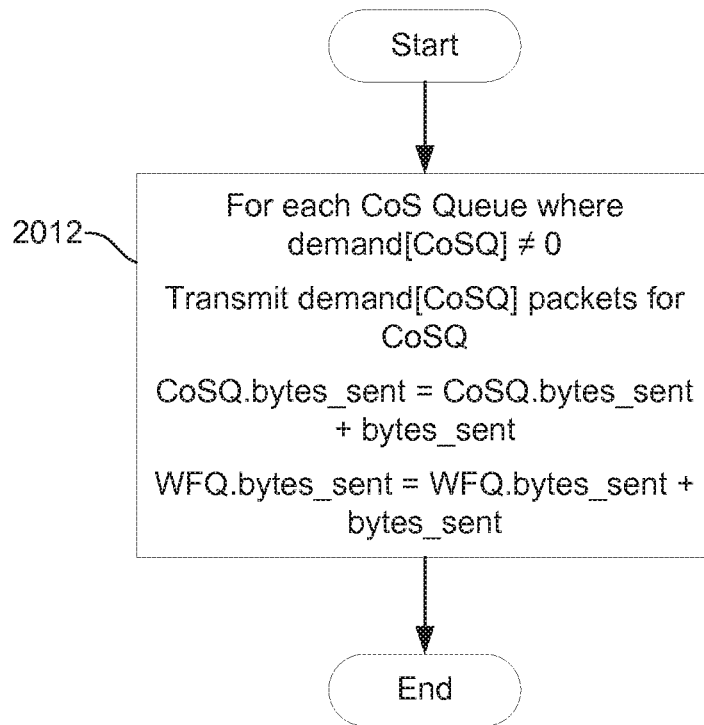 Start
2012
For each CoS Queue where
demand[CoSQ] ≠ 0
Transmit demand[CoSQ] packets for
CoSQ
CoSQ.bytes_sent = CoSQ.bytes_sent
+ bytes_sent
WFQ.bytes_sent = WFQ.bytes_sent +
bytes_sent
End